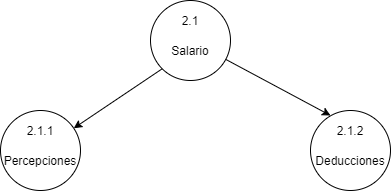 2.1
Salario
2.1.1
Percepciones
2.1.2
Deducciones